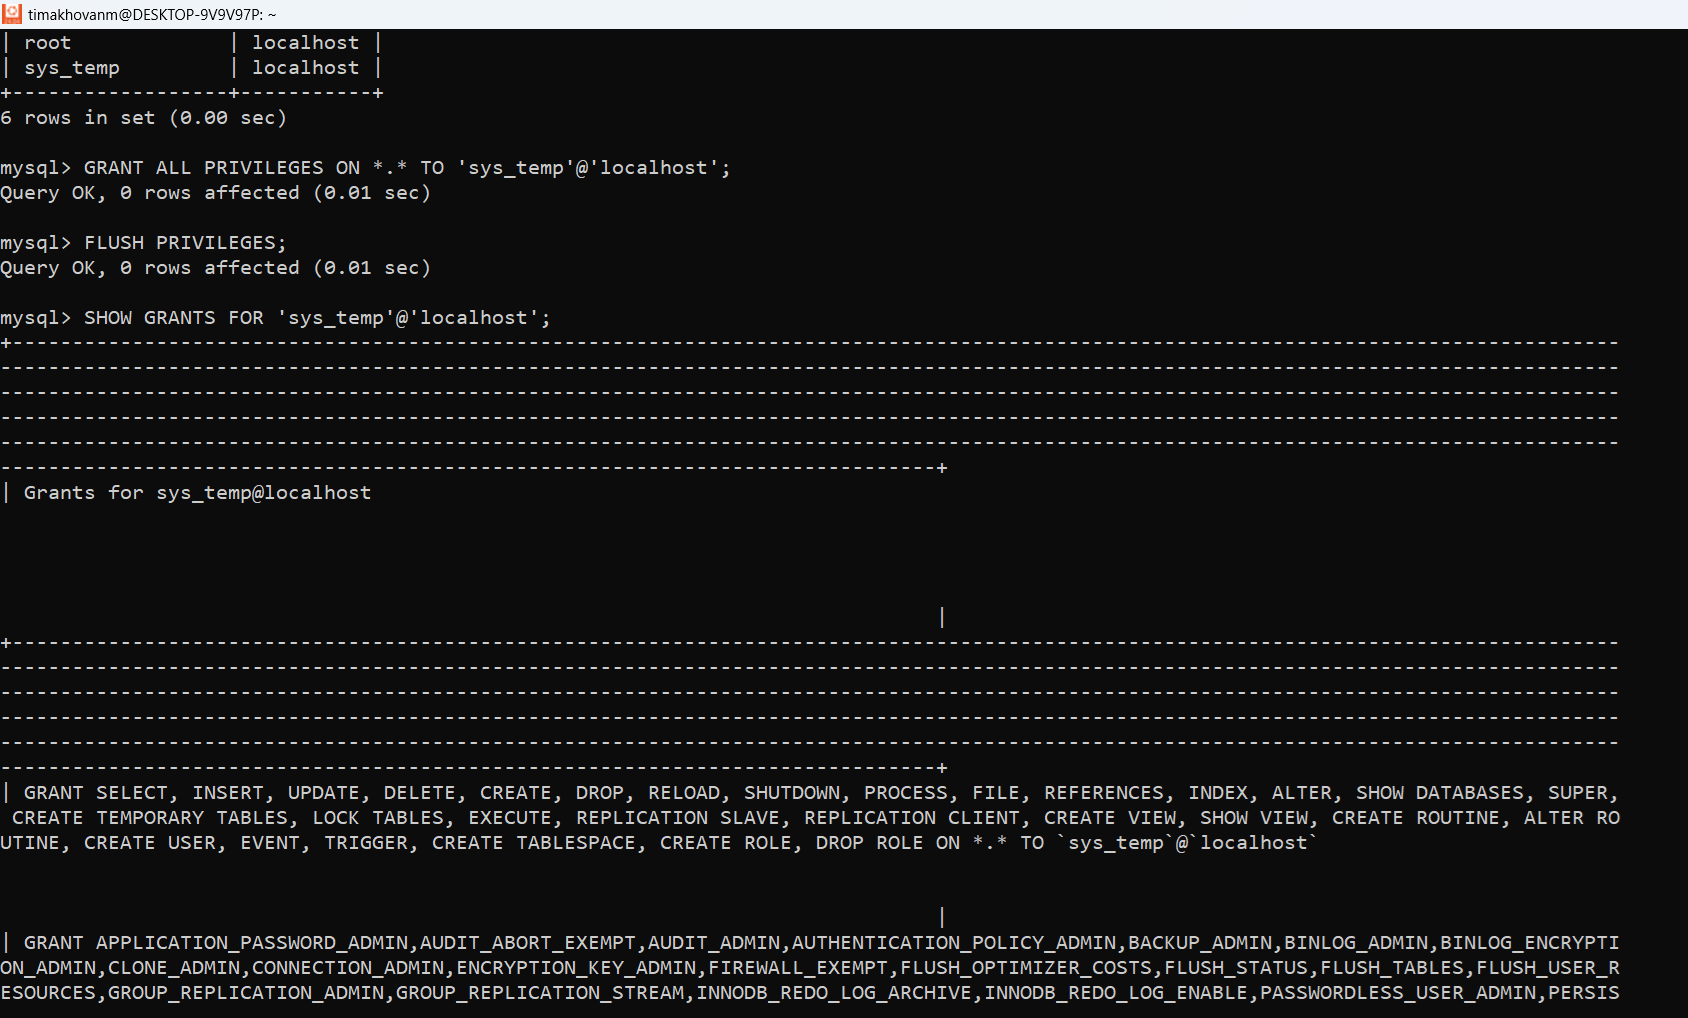 timakhovanm@DESKTOP-9V9V97P: ~
| root             | localhost |
| sys_temp         | localhost |
+------------------+-----------+
6 rows in set (0.00 sec)
mysql> GRANT ALL PRIVILEGES ON *.* TO 'sys_temp'@'localhost';
Query OK, 0 rows affected (0.01 sec)
mysql> FLUSH PRIVILEGES;
Query OK, 0 rows affected (0.01 sec)
mysql> SHOW GRANTS FOR 'sys_temp'@'localhost';
| Grants for sys_temp@localhost
|
| GRANT SELECT, INSERT, UPDATE, DELETE, CREATE, DROP, RELOAD, SHUTDOWN, PROCESS, FILE, REFERENCES, INDEX, ALTER, SHOW DATABASES, SUPER,
CREATE TEMPORARY TABLES, LOCK TABLES, EXECUTE, REPLICATION SLAVE, REPLICATION CLIENT, CREATE VIEW, SHOW VIEW, CREATE ROUTINE, ALTER RO
UTINE, CREATE USER, EVENT, TRIGGER, CREATE TABLESPACE, CREATE ROLE, DROP ROLE ON *.* TO `sys_temp`@`localhost`
|
| GRANT APPLICATION_PASSWORD_ADMIN,AUDIT_ABORT_EXEMPT,AUDIT_ADMIN,AUTHENTICATION_POLICY_ADMIN,BACKUP_ADMIN,BINLOG_ADMIN,BINLOG_ENCRYPTI
ON_ADMIN,CLONE_ADMIN,CONNECTION_ADMIN,ENCRYPTION_KEY_ADMIN,FIREWALL_EXEMPT,FLUSH_OPTIMIZER_COSTS,FLUSH_STATUS,FLUSH_TABLES,FLUSH_USER_R
ESOURCES,GROUP_REPLICATION_ADMIN,GROUP_REPLICATION_STREAM,INNODB_REDO_LOG_ARCHIVE,INNODB_REDO_LOG_ENABLE,PASSWORDLESS_USER_ADMIN,PERSIS